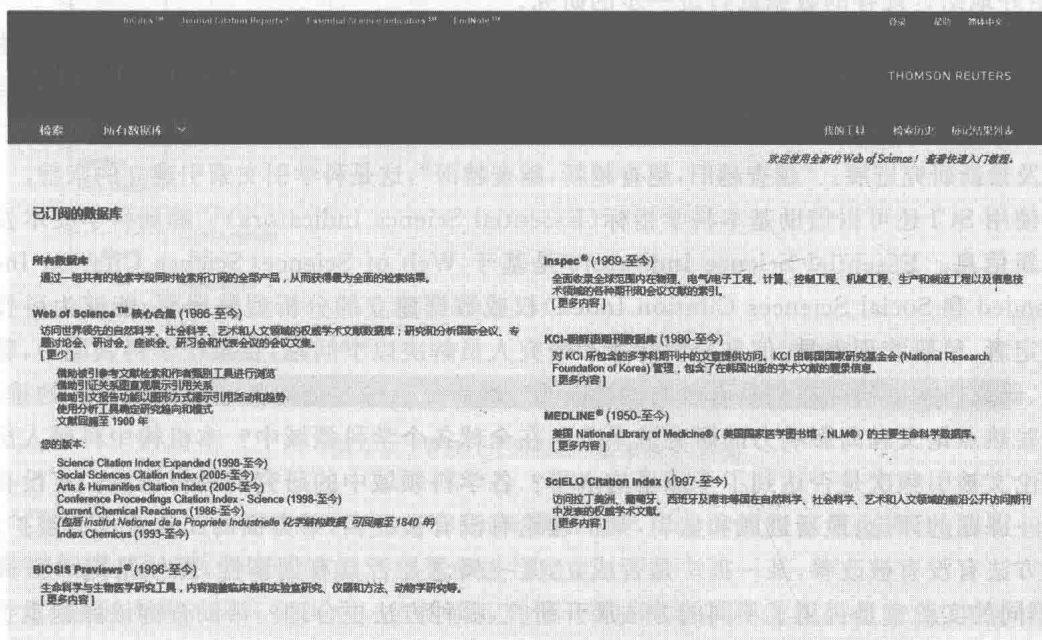 InCites™ Journal Citation Reports® Essential Science Indicators™ EndNote™
登录 帮助 简体中文
THOMSON REUTERS
检索 所有数据库
我的工具 检索历史 标记结果列表
欢迎使用全新的 Web of Science! 查看快速入门教程。
使用 SCI 还可以借助基本科学指标(Essential Science Indicators)
已订阅的数据库
所有数据库
通过一组共有的检索字段同时检索所订阅的全部产品,从而获得最为全面的检索结果。
Web of Science™ 核心合集 (1986-至今)
访问世界领先的自然科学、社会科学、艺术和人文领域的权威学术文献数据库;研究和分析国际会议、专
题讨论会、研讨会、座谈会、研习会和代表会议的会议文集。
[更少]
借助被引参考文献检索和作者甄别工具进行浏览
借助引证关系图直观展示引用关系
借助引文报告功能以图形方式揭示引用活动和趋势
使用分析工具确定研究趋向和模式
文献回溯至 1900 年
您的版本:
Science Citation Index Expanded (1998-至今)
Social Sciences Citation Index (2005-至今)
Arts & Humanities Citation Index (2005-至今)
Conference Proceedings Citation Index - Science (1998-至今)
Current Chemical Reactions (1986-至今)
(包括 Institut National de la Propriete Industrielle 化学结构数据, 可回溯至 1840 年)
Index Chemicus (1993-至今)
BIOSIS Previews® (1996-至今)
生命科学与生物医学研究工具,内容涵盖临床前和实验室研究、仪器和方法、动物学研究等。
[更多内容]
Inspec® (1969-至今)
全面收录全球范围内在物理、电气/电子工程、计算、控制工程、机械工程、生产和制造工程以及信息技
术领域的各种期刊和会议文献的索引。
[更多内容]
KCI-朝鲜语期刊数据库 (1980-至今)
对 KCI 所包含的多学科期刊中的文章提供访问。KCI 由韩国国家研究基金会 (National Research
Foundation of Korea) 管理,包含了在韩国出版的学术文献的题录信息。
[更多内容]
MEDLINE® (1950-至今)
美国 National Library of Medicine® (美国国家医学图书馆,NLM®) 的主要生命科学数据库。
[更多内容]
SciELO Citation Index (1997-至今)
访问拉丁美洲、葡萄牙、西班牙及南非等国在自然科学、社会科学、艺术和人文领域的前沿公开访问期刊
中发表的权威学术文献。
[更多内容]